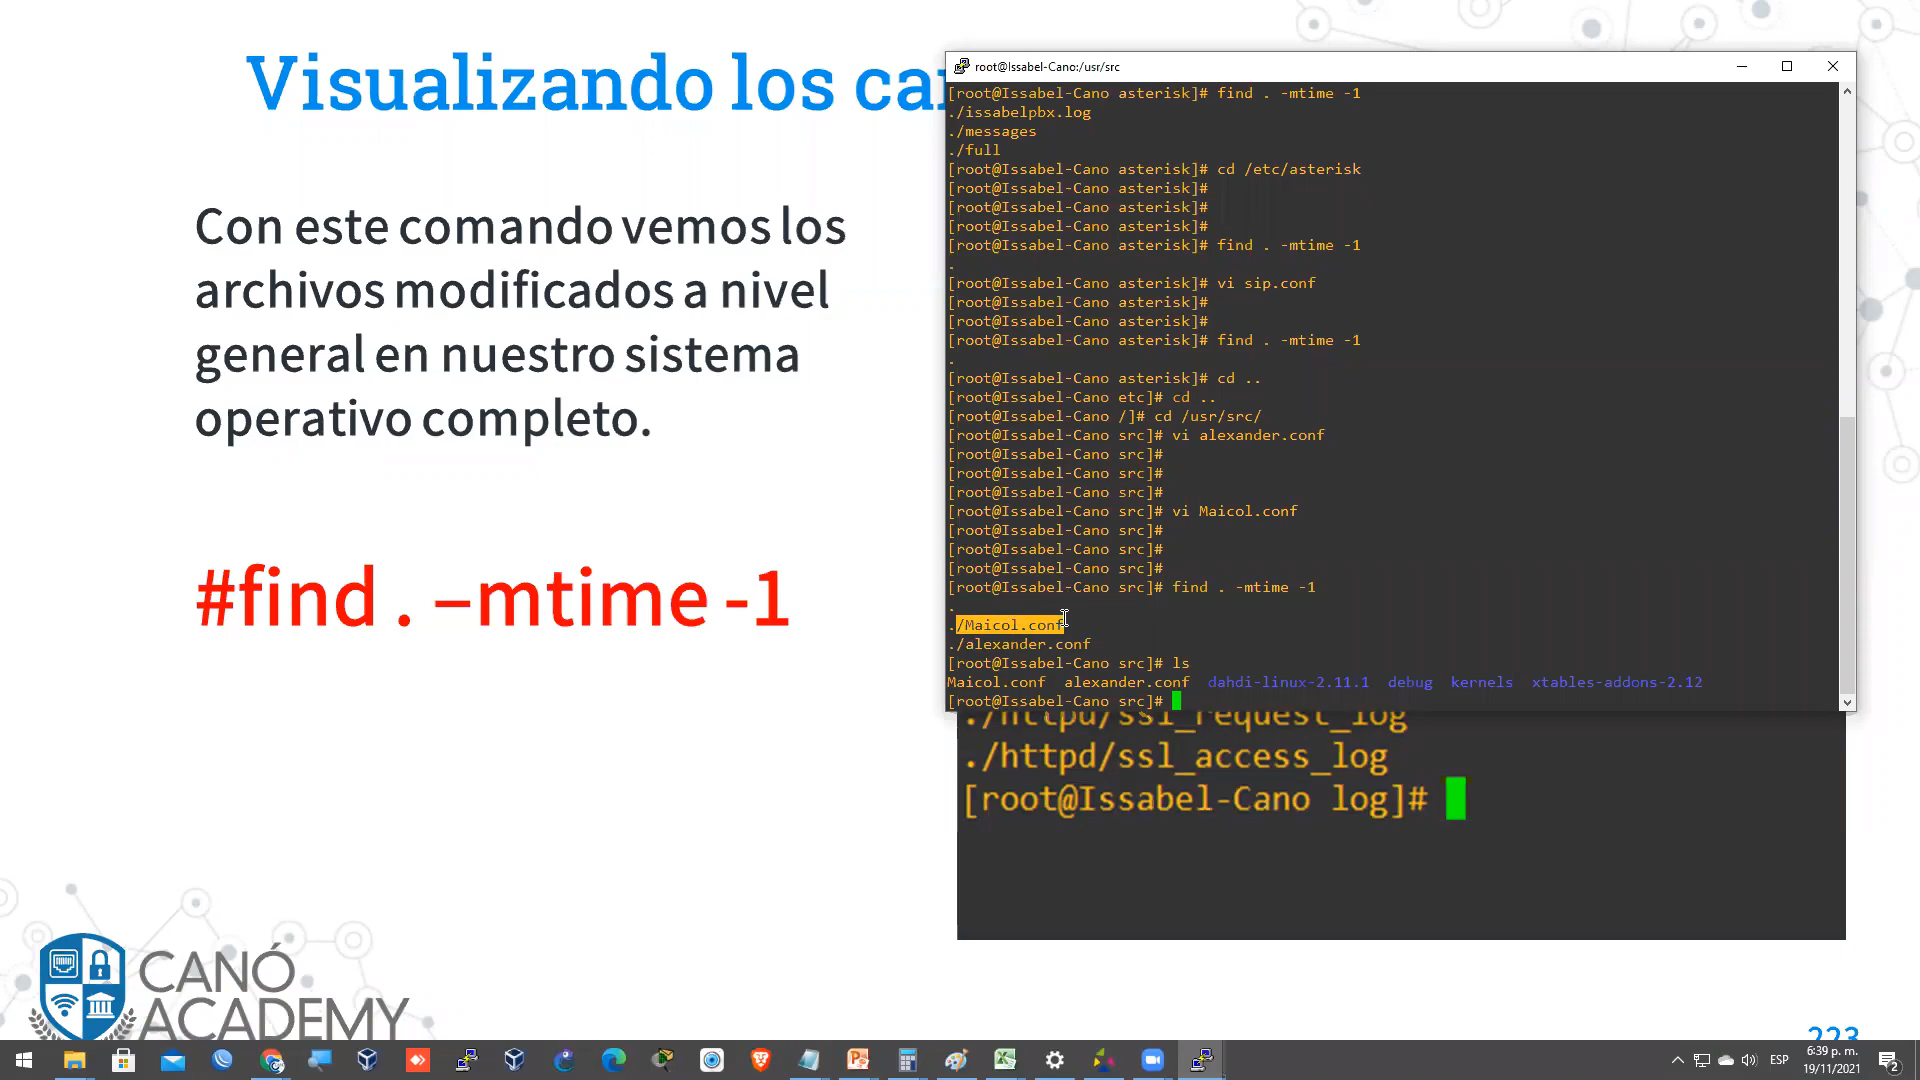 Visualizando los ca
Con este comando vemos los
archivos modificados a nivel
general en nuestro sistema
operativo completo.
#find . –mtime -1
root@Issabel-Cano:/usr/src
[root@Issabel-Cano asterisk]# find . -mtime -1
./issabelpbx.log
./messages
./full
[root@Issabel-Cano asterisk]# cd /etc/asterisk
[root@Issabel-Cano asterisk]#
[root@Issabel-Cano asterisk]#
[root@Issabel-Cano asterisk]#
[root@Issabel-Cano asterisk]# find . -mtime -1
.
[root@Issabel-Cano asterisk]# vi sip.conf
[root@Issabel-Cano asterisk]#
[root@Issabel-Cano asterisk]#
[root@Issabel-Cano asterisk]# find . -mtime -1
.
[root@Issabel-Cano asterisk]# cd ..
[root@Issabel-Cano etc]# cd ..
[root@Issabel-Cano /]# cd /usr/src/
[root@Issabel-Cano src]# vi alexander.conf
[root@Issabel-Cano src]#
[root@Issabel-Cano src]#
[root@Issabel-Cano src]#
[root@Issabel-Cano src]# vi Maicol.conf
[root@Issabel-Cano src]#
[root@Issabel-Cano src]#
[root@Issabel-Cano src]#
[root@Issabel-Cano src]# find . -mtime -1
.
./Maicol.conf
./alexander.conf
[root@Issabel-Cano src]# ls
Maicol.conf alexander.conf dahdi-linux-2.11.1 debug kernels xtables-addons-2.12
[root@Issabel-Cano src]#
./httpd/ssl_request_log
./httpd/ssl_access_log
[root@Issabel-Cano log]#
CANÓ
ACADEMY
223
ESP
6:39 p. m.
19/11/2021
2